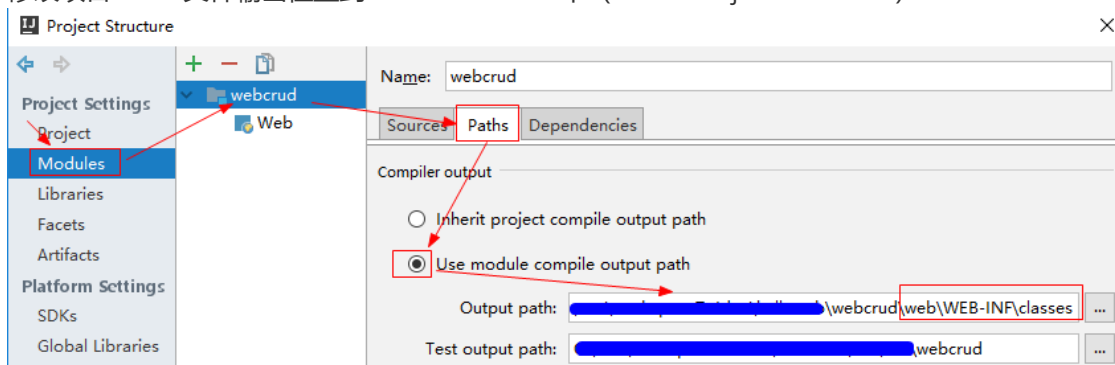 Project Structure
Name: webcrud
Project Settings
webcrud
Project
Web
Sources Paths Dependencies
Modules
Compiler output
Libraries
Inherit project compile output path
Facets
Artifacts
Use module compile output path
Platform Settings
Output path: \webcrud\web\WEB-INF\classes ...
SDKs
Global Libraries
Test output path: \webcrud ...